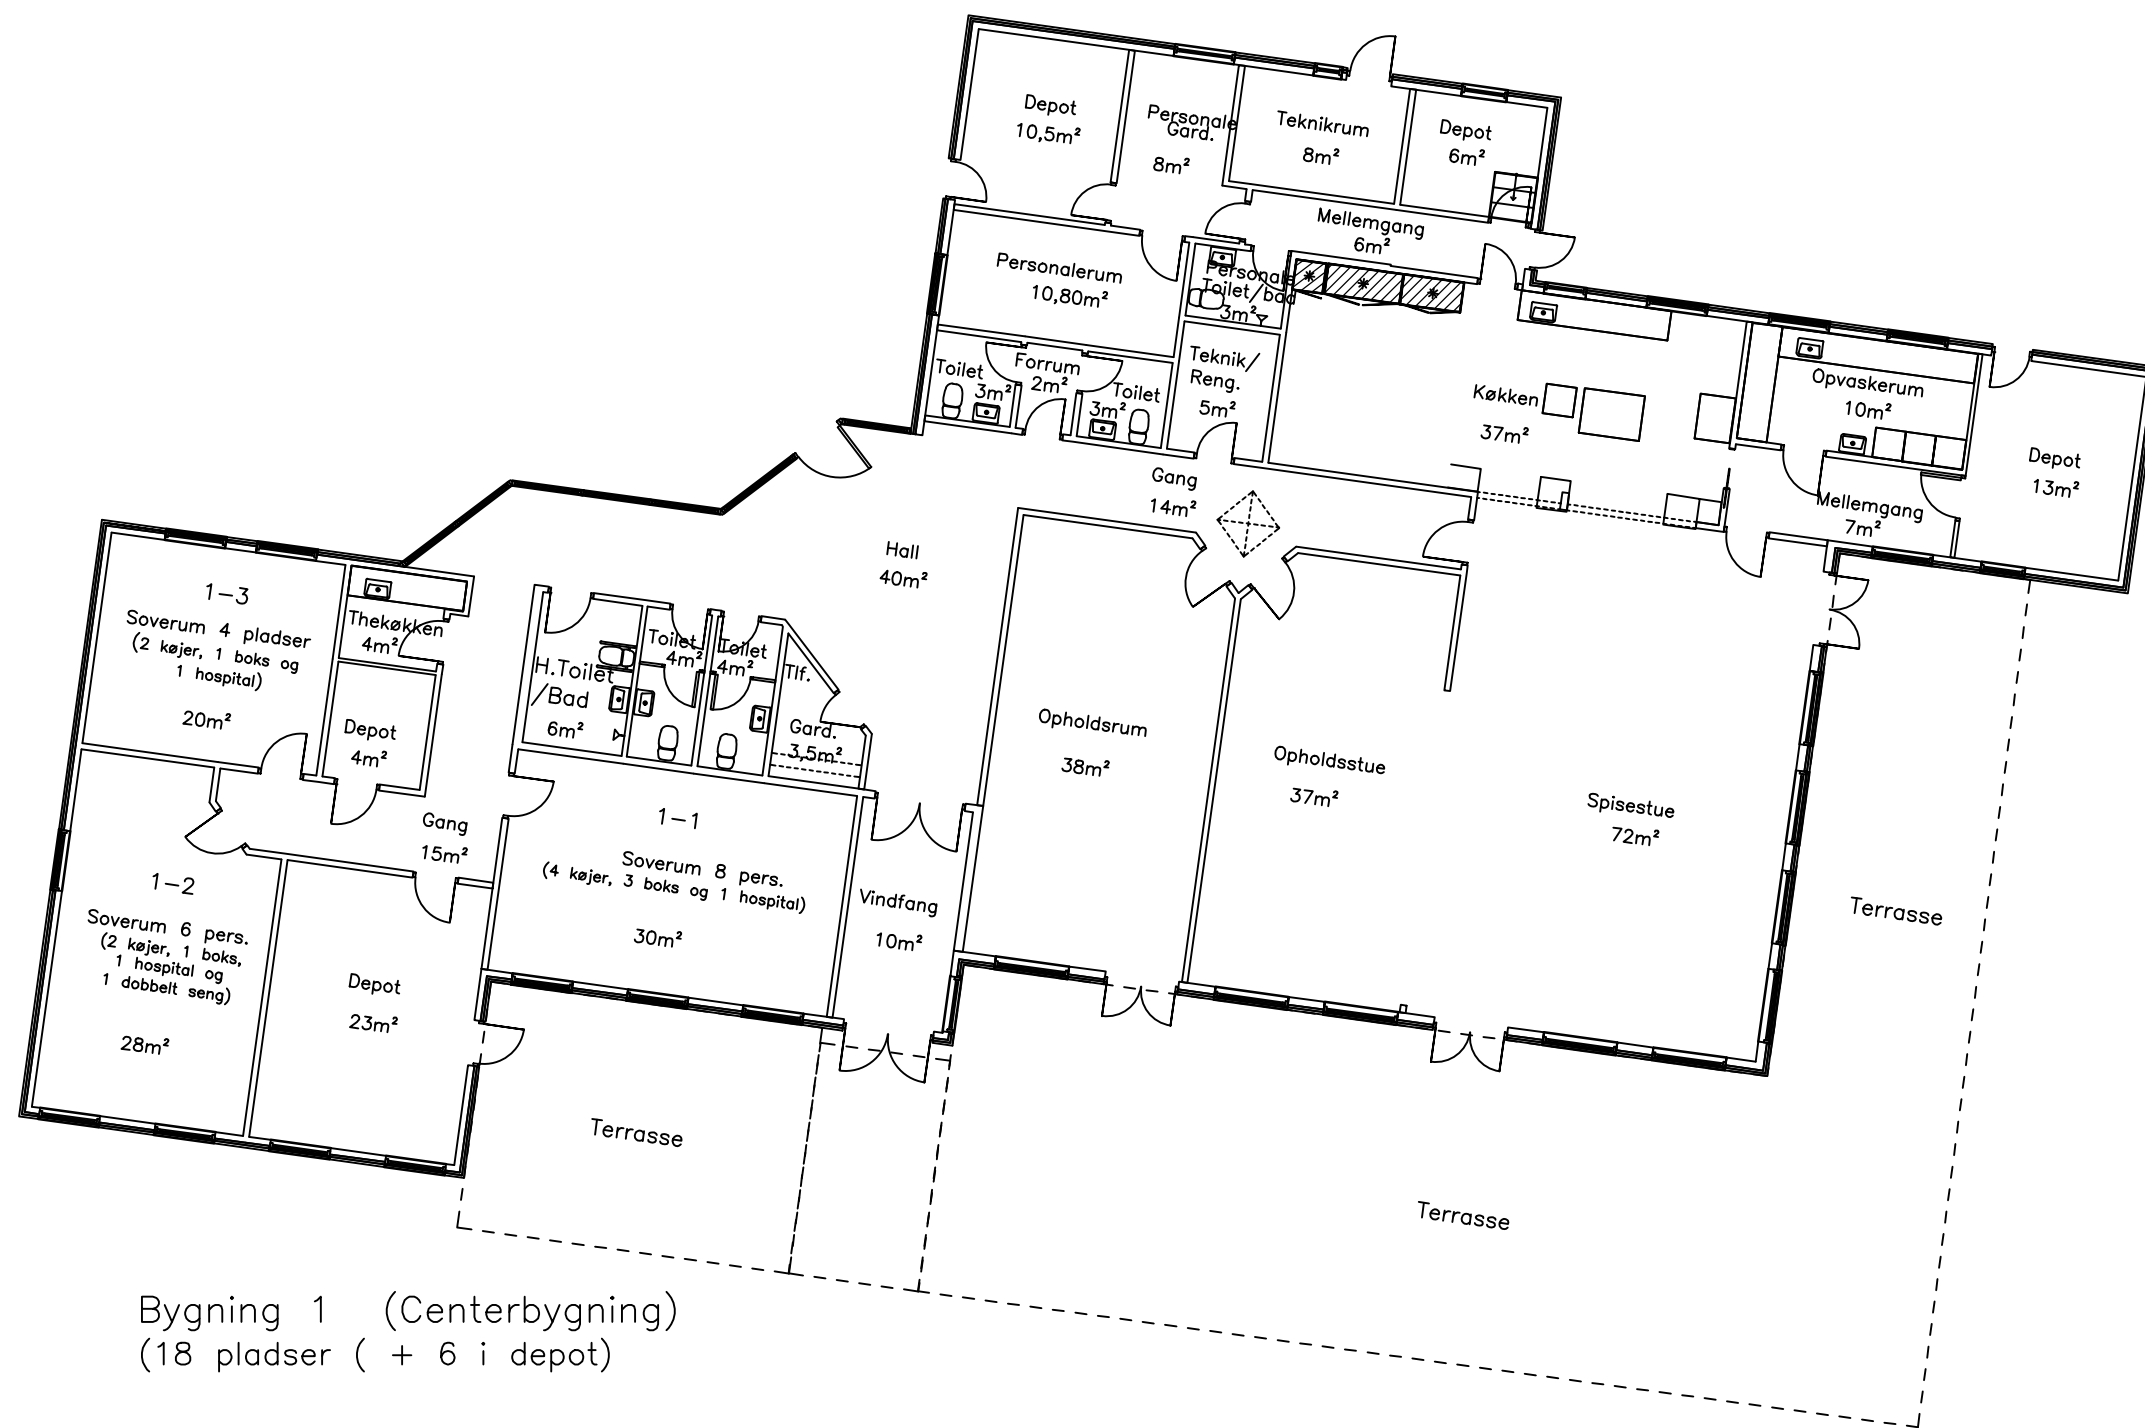 Depot
10,5m²
Personale
Gard.
8m²
Teknikrum
8m²
Depot
6m²
Mellemgang
6m²
Personalerum
10,80m²
Personale
Toilet/bad
3m²
Toilet
3m²
Forrum
2m²
Toilet
3m²
Teknik/
Reng.
5m²
Køkken
37m²
Opvaskerum
10m²
Depot
13m²
Mellemgang
7m²
Gang
14m²
Hall
40m²
1-3
Soverum 4 pladser
(2 køjer, 1 boks og
1 hospital)
20m²
Thekøkken
4m²
Depot
4m²
H.Toilet
/Bad
6m²
Toilet
4m²
Toilet
4m²
Tlf.
Gard.
3,5m²
Opholdsrum
38m²
Opholdsstue
37m²
Spisestue
72m²
Gang
15m²
1-1
Soverum 8 pers.
(4 køjer, 3 boks og 1 hospital)
30m²
1-2
Soverum 6 pers.
(2 køjer, 1 boks,
1 hospital og
1 dobbelt seng)
28m²
Depot
23m²
Vindfang
10m²
Terrasse
Terrasse
Terrasse
Bygning 1 (Centerbygning)
(18 pladser ( + 6 i depot)